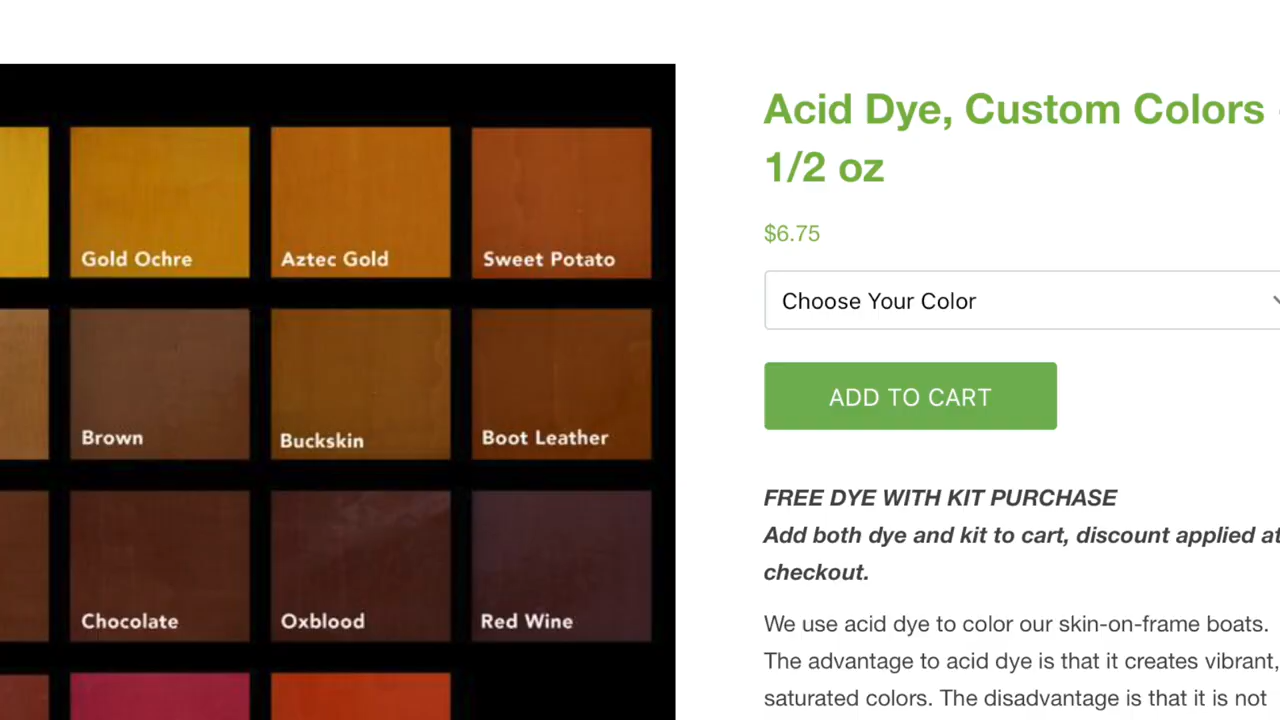 Gold Ochre
Aztec Gold
Sweet Potato
Brown
Buckskin
Boot Leather
Chocolate
Oxblood
Red Wine
Acid Dye, Custom Colors
1/2 oz
$6.75
Choose Your Color
ADD TO CART
FREE DYE WITH KIT PURCHASE
Add both dye and kit to cart, discount applied at
checkout.
We use acid dye to color our skin-on-frame boats.
The advantage to acid dye is that it creates vibrant,
saturated colors. The disadvantage is that it is not